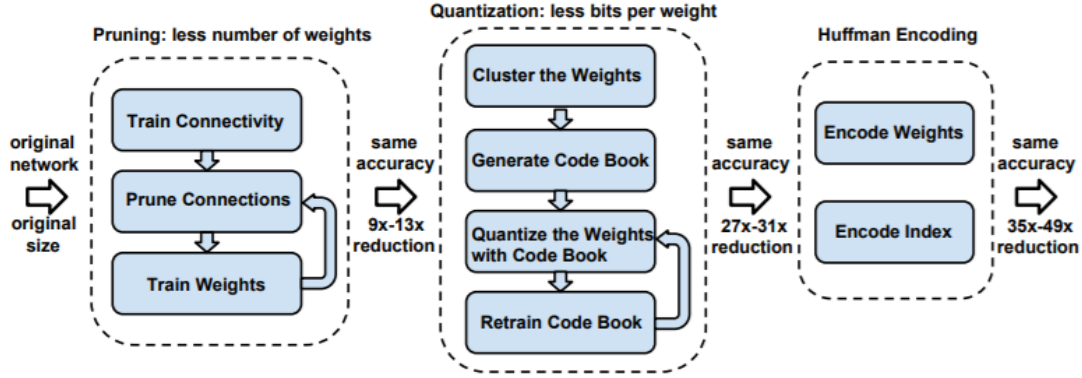 Pruning: less number of weights
Quantization: less bits per weight
Huffman Encoding
original
network
original
size
Train Connectivity
Prune Connections
Train Weights
same
accuracy
9x-13x
reduction
Cluster the Weights
Generate Code Book
Quantize the Weights
with Code Book
Retrain Code Book
same
accuracy
27x-31x
reduction
Encode Weights
Encode Index
same
accuracy
35x-49x
reduction